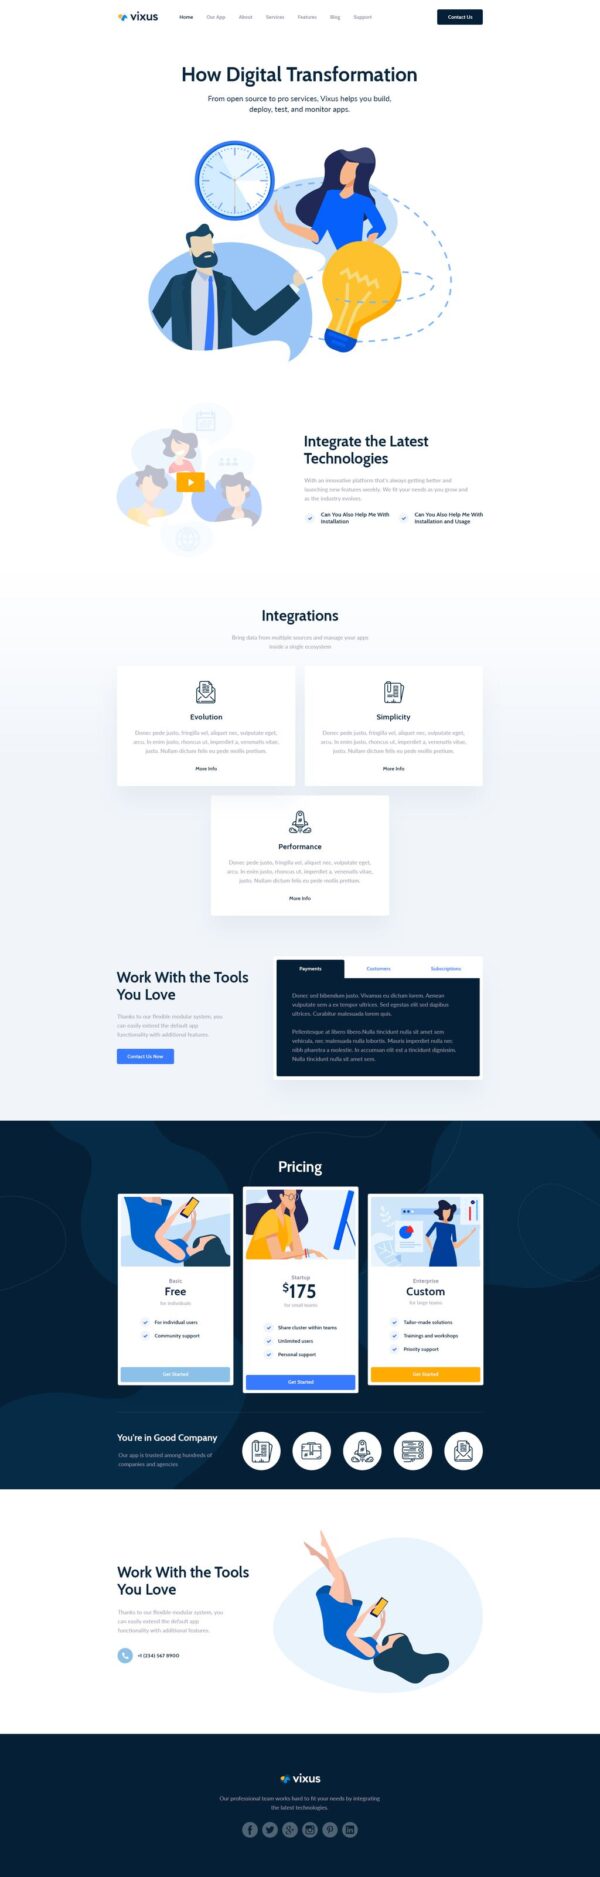 vixus
Home Our App About Services Features Blog Support
Contact Us
How Digital Transformation
From open source to pro services, Vixus helps you build,
deploy, test, and monitor apps.
Integrate the Latest
Technologies
With an innovative platform that's always getting better and
launching new features weekly. We fit your needs as you grow and
as the industry evolves.
Can You Also Help Me With
Installation
Can You Also Help Me With
Installation and Usage
Integrations
Bring data from multiple sources and manage your apps
inside a single ecosystem
Evolution
Donec pede justo, fringilla vel, aliquet nec, vulputate eget,
arcu. In enim justo, rhoncus ut, imperdiet a, venenatis vitae,
justo. Nullam dictum felis eu pede mollis pretium.
More Info
Simplicity
Donec pede justo, fringilla vel, aliquet nec, vulputate eget,
arcu. In enim justo, rhoncus ut, imperdiet a, venenatis vitae,
justo. Nullam dictum felis eu pede mollis pretium.
More Info
Performance
Donec pede justo, fringilla vel, aliquet nec, vulputate eget,
arcu. In enim justo, rhoncus ut, imperdiet a, venenatis vitae,
justo. Nullam dictum felis eu pede mollis pretium.
More Info
Work With the Tools
You Love
Thanks to our flexible modular system, you
can easily extend the default app
functionality with additional features.
Contact Us Now
Payments Customers Subscriptions
Donec sed bibendum justo. Vivamus eu dictum lorem. Aenean
vulputate sem a ex tempor ultrices. Sed egestas elit sed dapibus
ultrices. Curabitur malesuada lorem quis.
Pellentesque at libero libero.Nulla tincidunt nulla sit amet sem
vehicula, nec malesuada nulla lobortis. Mauris imperdiet nulla nec
nibh pharetra a molestie. In accumsan elit est a tincidunt dignissim.
Nulla tincidunt nulla sit amet sem.
Pricing
Basic
Free
for individuals
For individual users
Community support
Get Started
Startup
$175
for small teams
Share cluster within teams
Unlimited users
Personal support
Get Started
Enterprise
Custom
for large teams
Tailor-made solutions
Trainings and workshops
Priority support
Get Started
You're in Good Company
Our app is trusted among hundreds of
companies and agencies
Work With the Tools
You Love
Thanks to our flexible modular system, you
can easily extend the default app
functionality with additional features.
+1 (234) 567 8900
vixus
Our professional team works hard to fit your needs by integrating
the latest technologies.